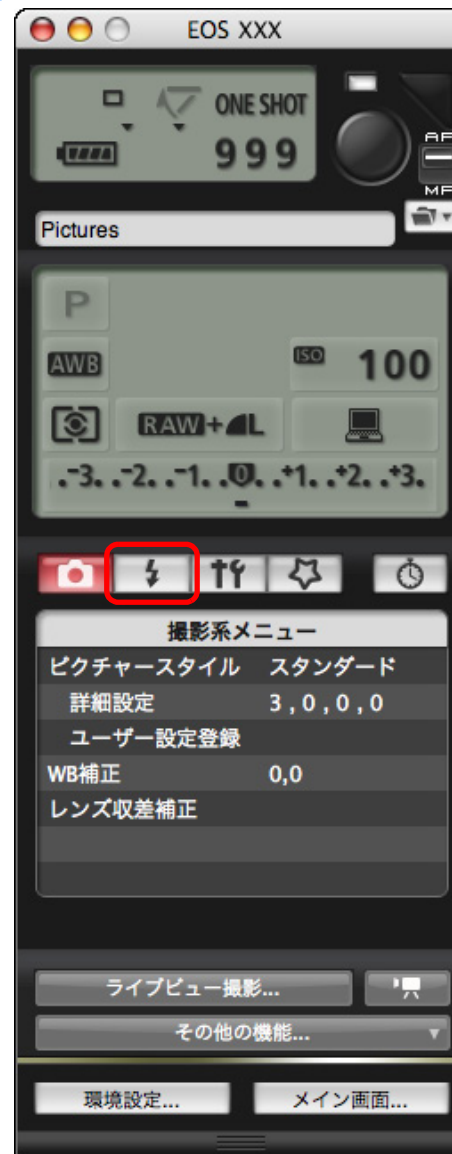 EOS XXX
ONE SHOT
999
AF
MF
Pictures
P
AWB
ISO 100
RAW+L
.-3. .-2. .-1. .0. .+1. .+2. .+3.
撮影系メニュー
ピクチャースタイル スタンダード
詳細設定 3,0,0,0
ユーザー設定登録
WB補正 0,0
レンズ収差補正
ライブビュー撮影...
その他の機能...
環境設定... メイン画面...